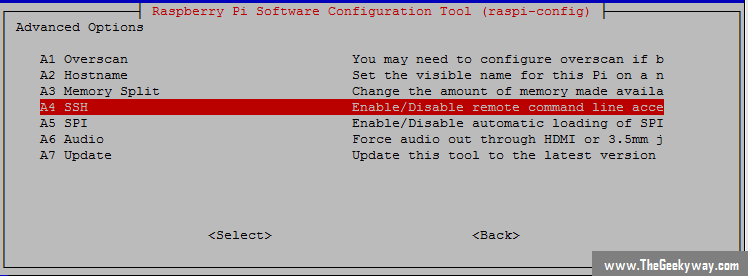 Raspberry Pi Software Configuration Tool (raspi-config)
Advanced Options
A1 Overscan You may need to configure overscan if b
A2 Hostname Set the visible name for this Pi on a n
A3 Memory Split Change the amount of memory made availa
A4 SSH Enable/Disable remote command line acce
A5 SPI Enable/Disable automatic loading of SPI
A6 Audio Force audio out through HDMI or 3.5mm j
A7 Update Update this tool to the latest version
<Select> <Back>
www.TheGeekyway.com